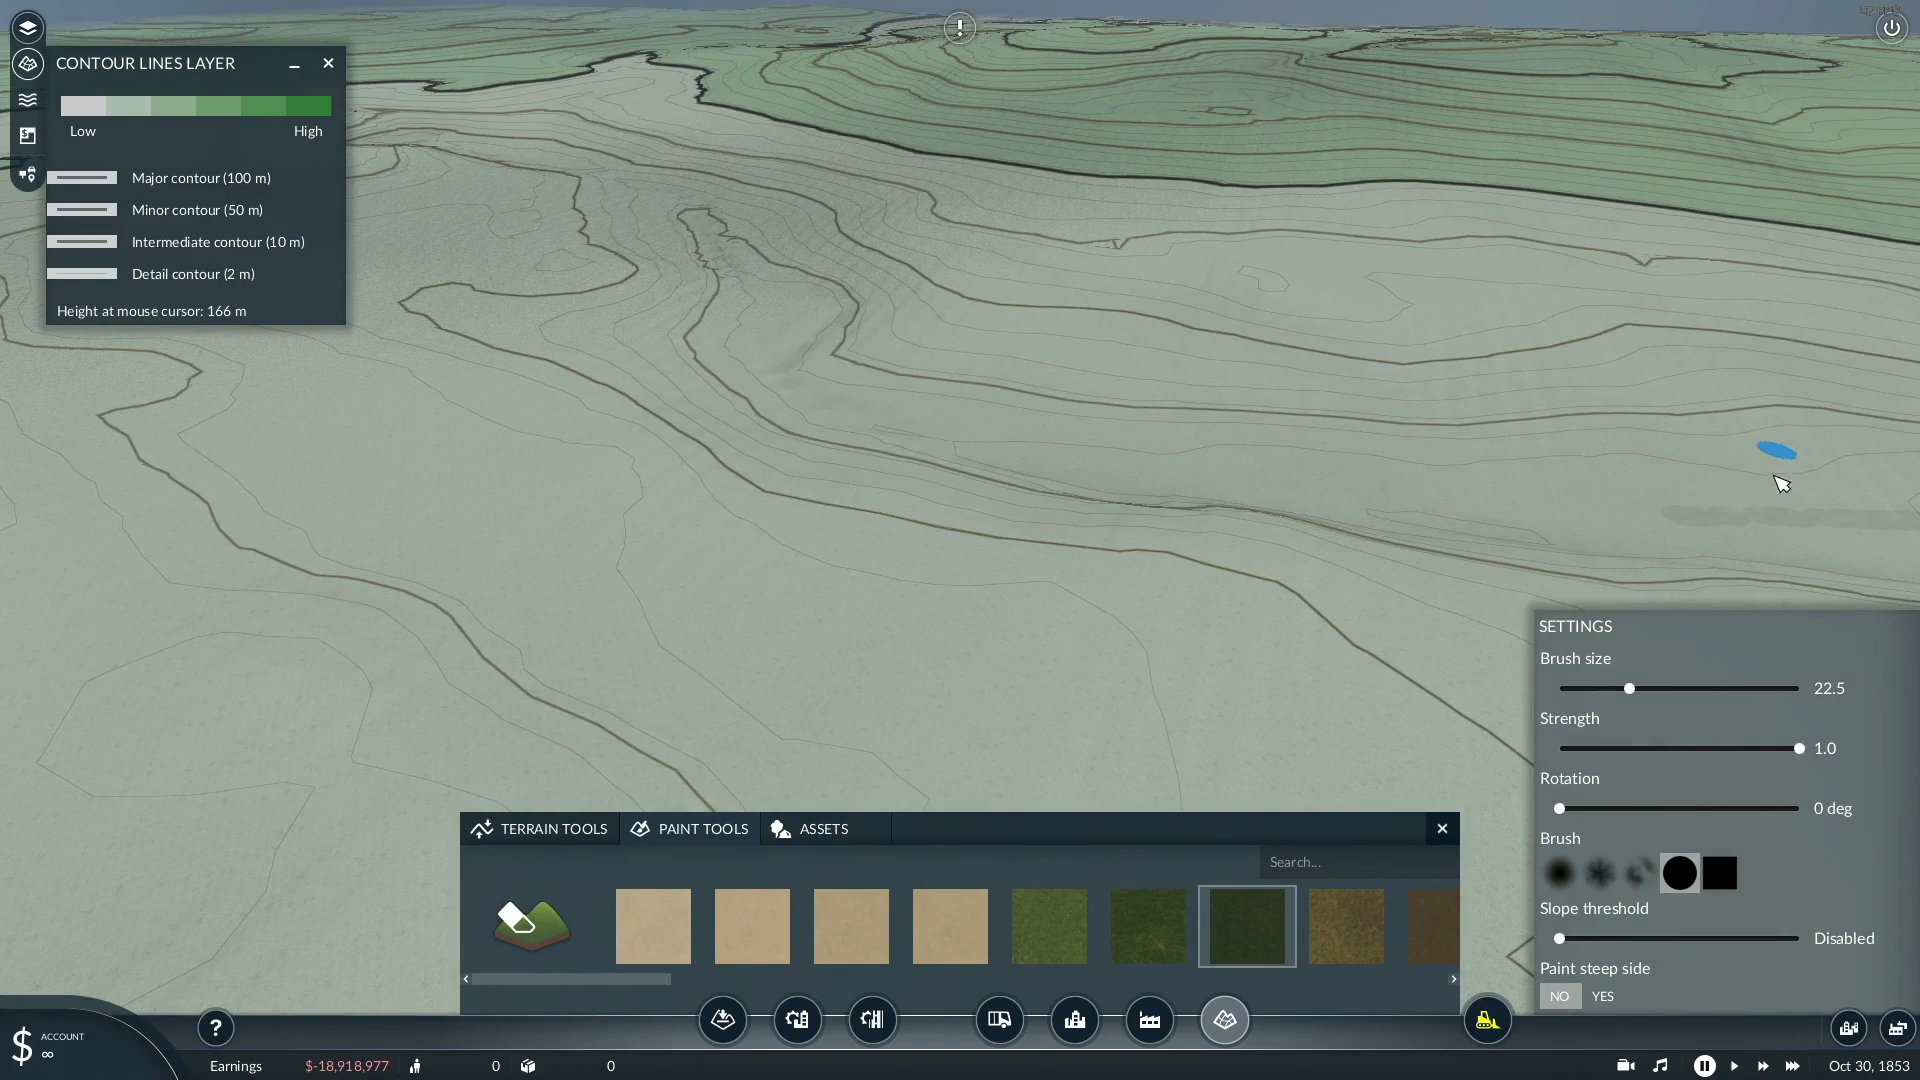 CONTOUR LINES LAYER
Low High
Major contour (100 m)
Minor contour (50 m)
Intermediate contour (10 m)
Detail contour (2 m)
Height at mouse cursor: 166 m
SETTINGS
Brush size
22.5
Strength
1.0
Rotation
0 deg
Brush
Slope threshold
Disabled
Paint steep side
NO YES
TERRAIN TOOLS PAINT TOOLS ASSETS
Search...
$ ACCOUNT
∞
?
Earnings $-18,918,977 0 0
Oct 30, 1853